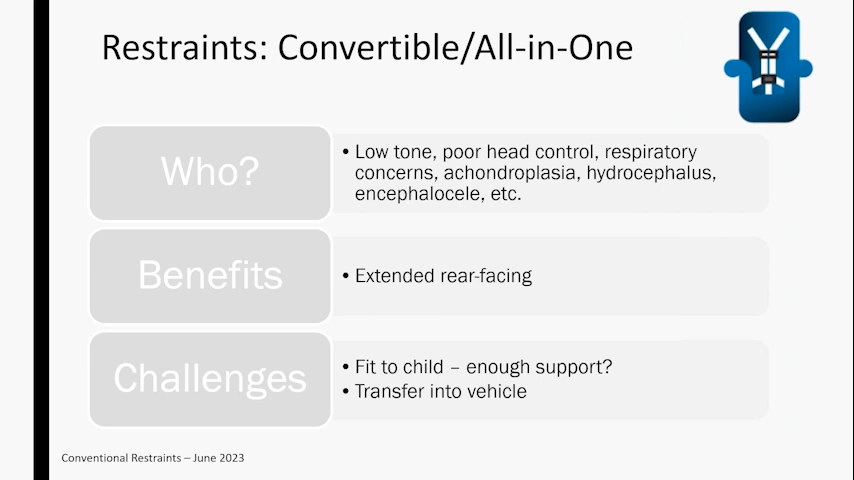 Restraints: Convertible/All-in-One
Who?
• Low tone, poor head control, respiratory
concerns, achondroplasia, hydrocephalus,
encephalocele, etc.
Benefits
• Extended rear-facing
Challenges
• Fit to child – enough support?
• Transfer into vehicle
Conventional Restraints – June 2023